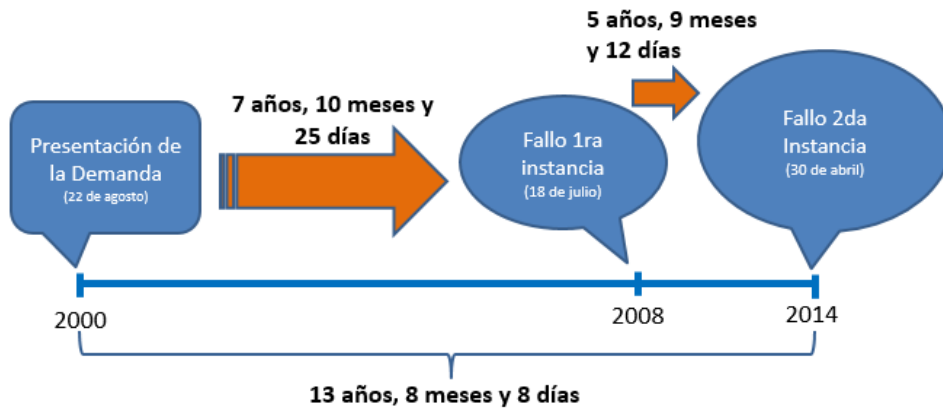 5 años, 9 meses
y 12 días
7 años, 10 meses y
25 días
Presentación de
la Demanda
(22 de agosto)
Fallo 1ra
instancia
(18 de julio)
Fallo 2da
Instancia
(30 de abril)
2000
2008
2014
13 años, 8 meses y 8 días